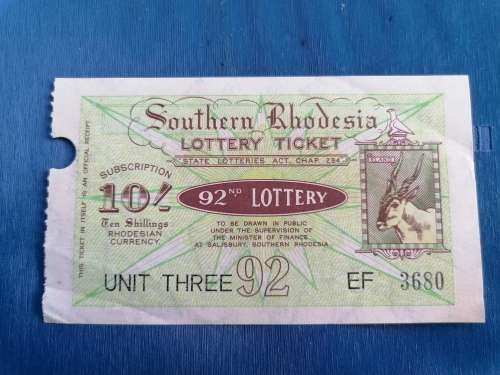 Southern Rhodesia
LOTTERY TICKET
STATE LOTTERIES ACT, CHAP. 294
92ND LOTTERY
TO BE DRAWN IN PUBLIC
UNDER THE SUPERVISION OF
THE MINISTER OF FINANCE.
AT SALISBURY, SOUTHERN RHODESIA
SUBSCRIPTION
10/-
Ten Shillings
RHODESIAN
CURRENCY.
THIS TICKET IN ITSELF IS AN OFFICIAL RECEIPT
ELAND
UNIT THREE 92 EF 3680